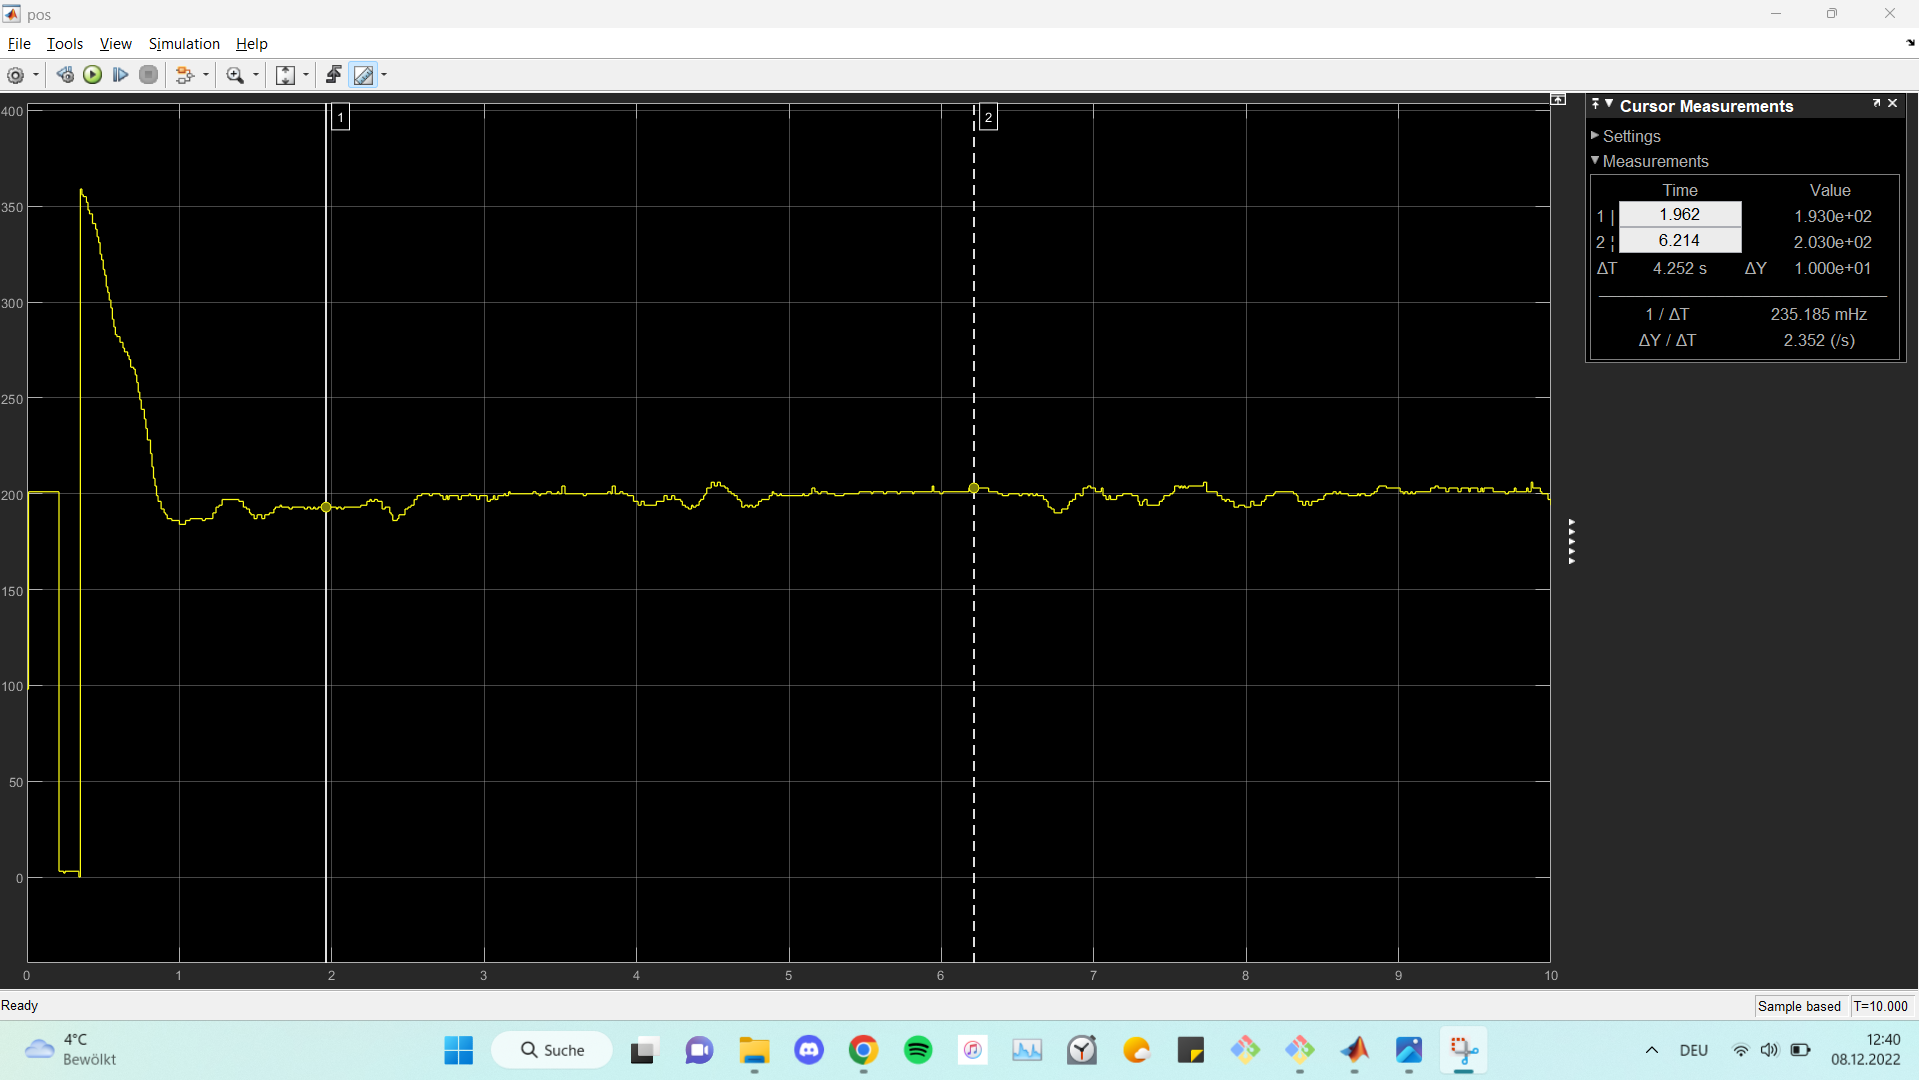 pos
File Tools View Simulation Help
400
350
300
250
200
150
100
50
0
0 1 2 3 4 5 6 7 8 9 10
1
2
Cursor Measurements
Settings
Measurements
Time Value
1 | 1.962 1.930e+02
2 ¦ 6.214 2.030e+02
ΔT 4.252 s ΔY 1.000e+01
1 / ΔT 235.185 mHz
ΔY / ΔT 2.352 (/s)
Ready
Sample based T=10.000
4°C
Bewölkt
Suche
DEU
12:40
08.12.2022